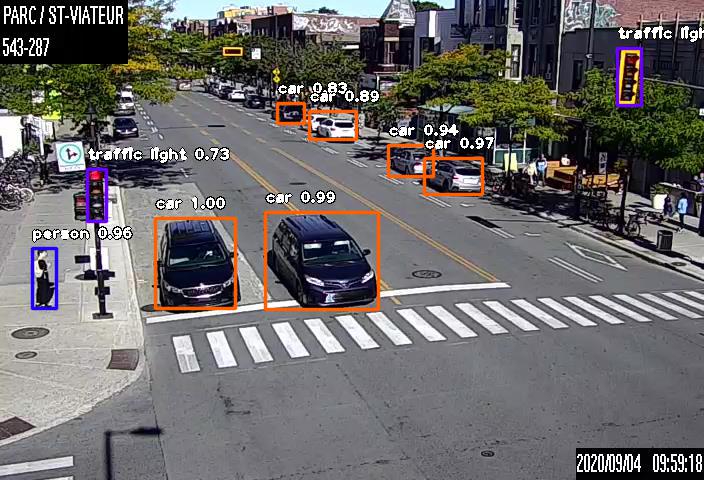 PARC / ST-VIATEUR
543-287
traffic ligh
car 0.83
car 0.89
car 0.94
car 0.97
traffic light 0.73
car 1.00
car 0.99
person 0.96
2020/09/04 09:59:18